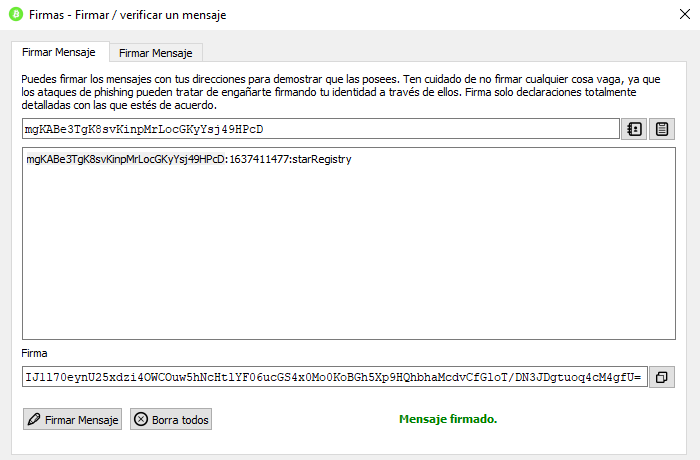 Firmas - Firmar / verificar un mensaje
Firmar Mensaje
Firmar Mensaje
Puedes firmar los mensajes con tus direcciones para demostrar que las posees. Ten cuidado de no firmar cualquier cosa vaga, ya que
los ataques de phishing pueden tratar de engañarte firmando tu identidad a través de ellos. Firma solo declaraciones totalmente
detalladas con las que estés de acuerdo.
mgKABe3TgK8svKinpMrLocGKyYsj49HPcD
mgKABe3TgK8svKinpMrLocGKyYsj49HPcD:1637411477:starRegistry
Firma
IJ1l70eynU25xdzi4OWCOuw5hNcHtlYF06ucGS4x0Mo0KoBGh5Xp9HQhbhaMcdvCfGloT/DN3JDgtuoq4cM4gfU=
Firmar Mensaje
Borra todos
Mensaje firmado.